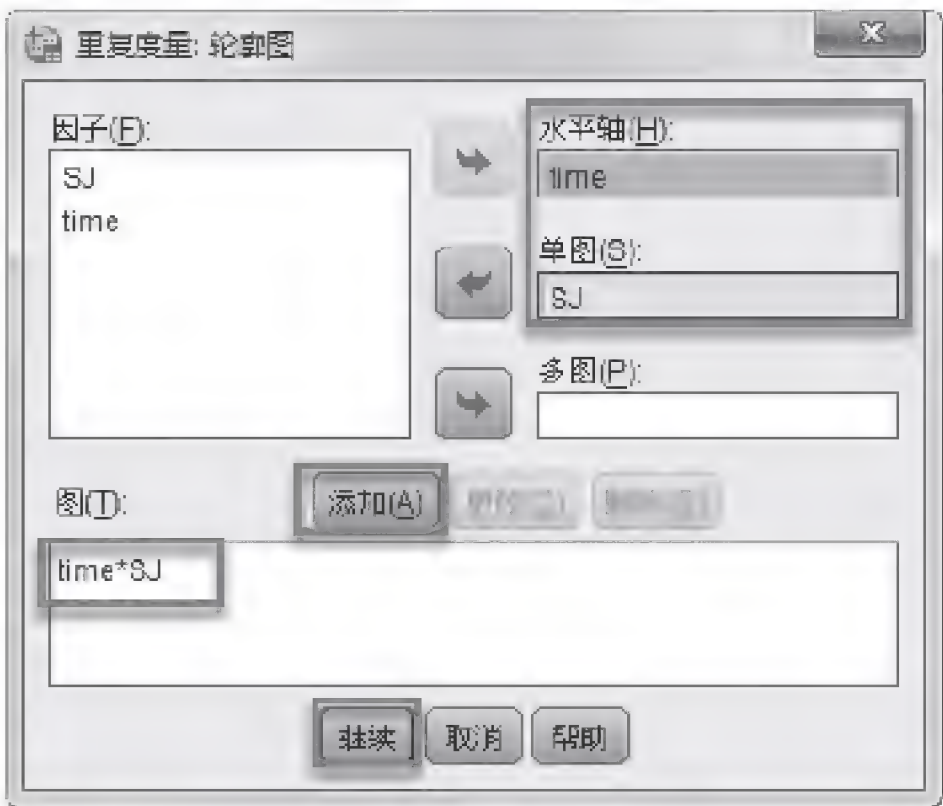 重复度量: 轮廓图
因子(F):
SJ
time
水平轴(H):
time
单图(S):
SJ
多图(P):
图(T):
添加(A)
time*SJ
继续
取消
帮助